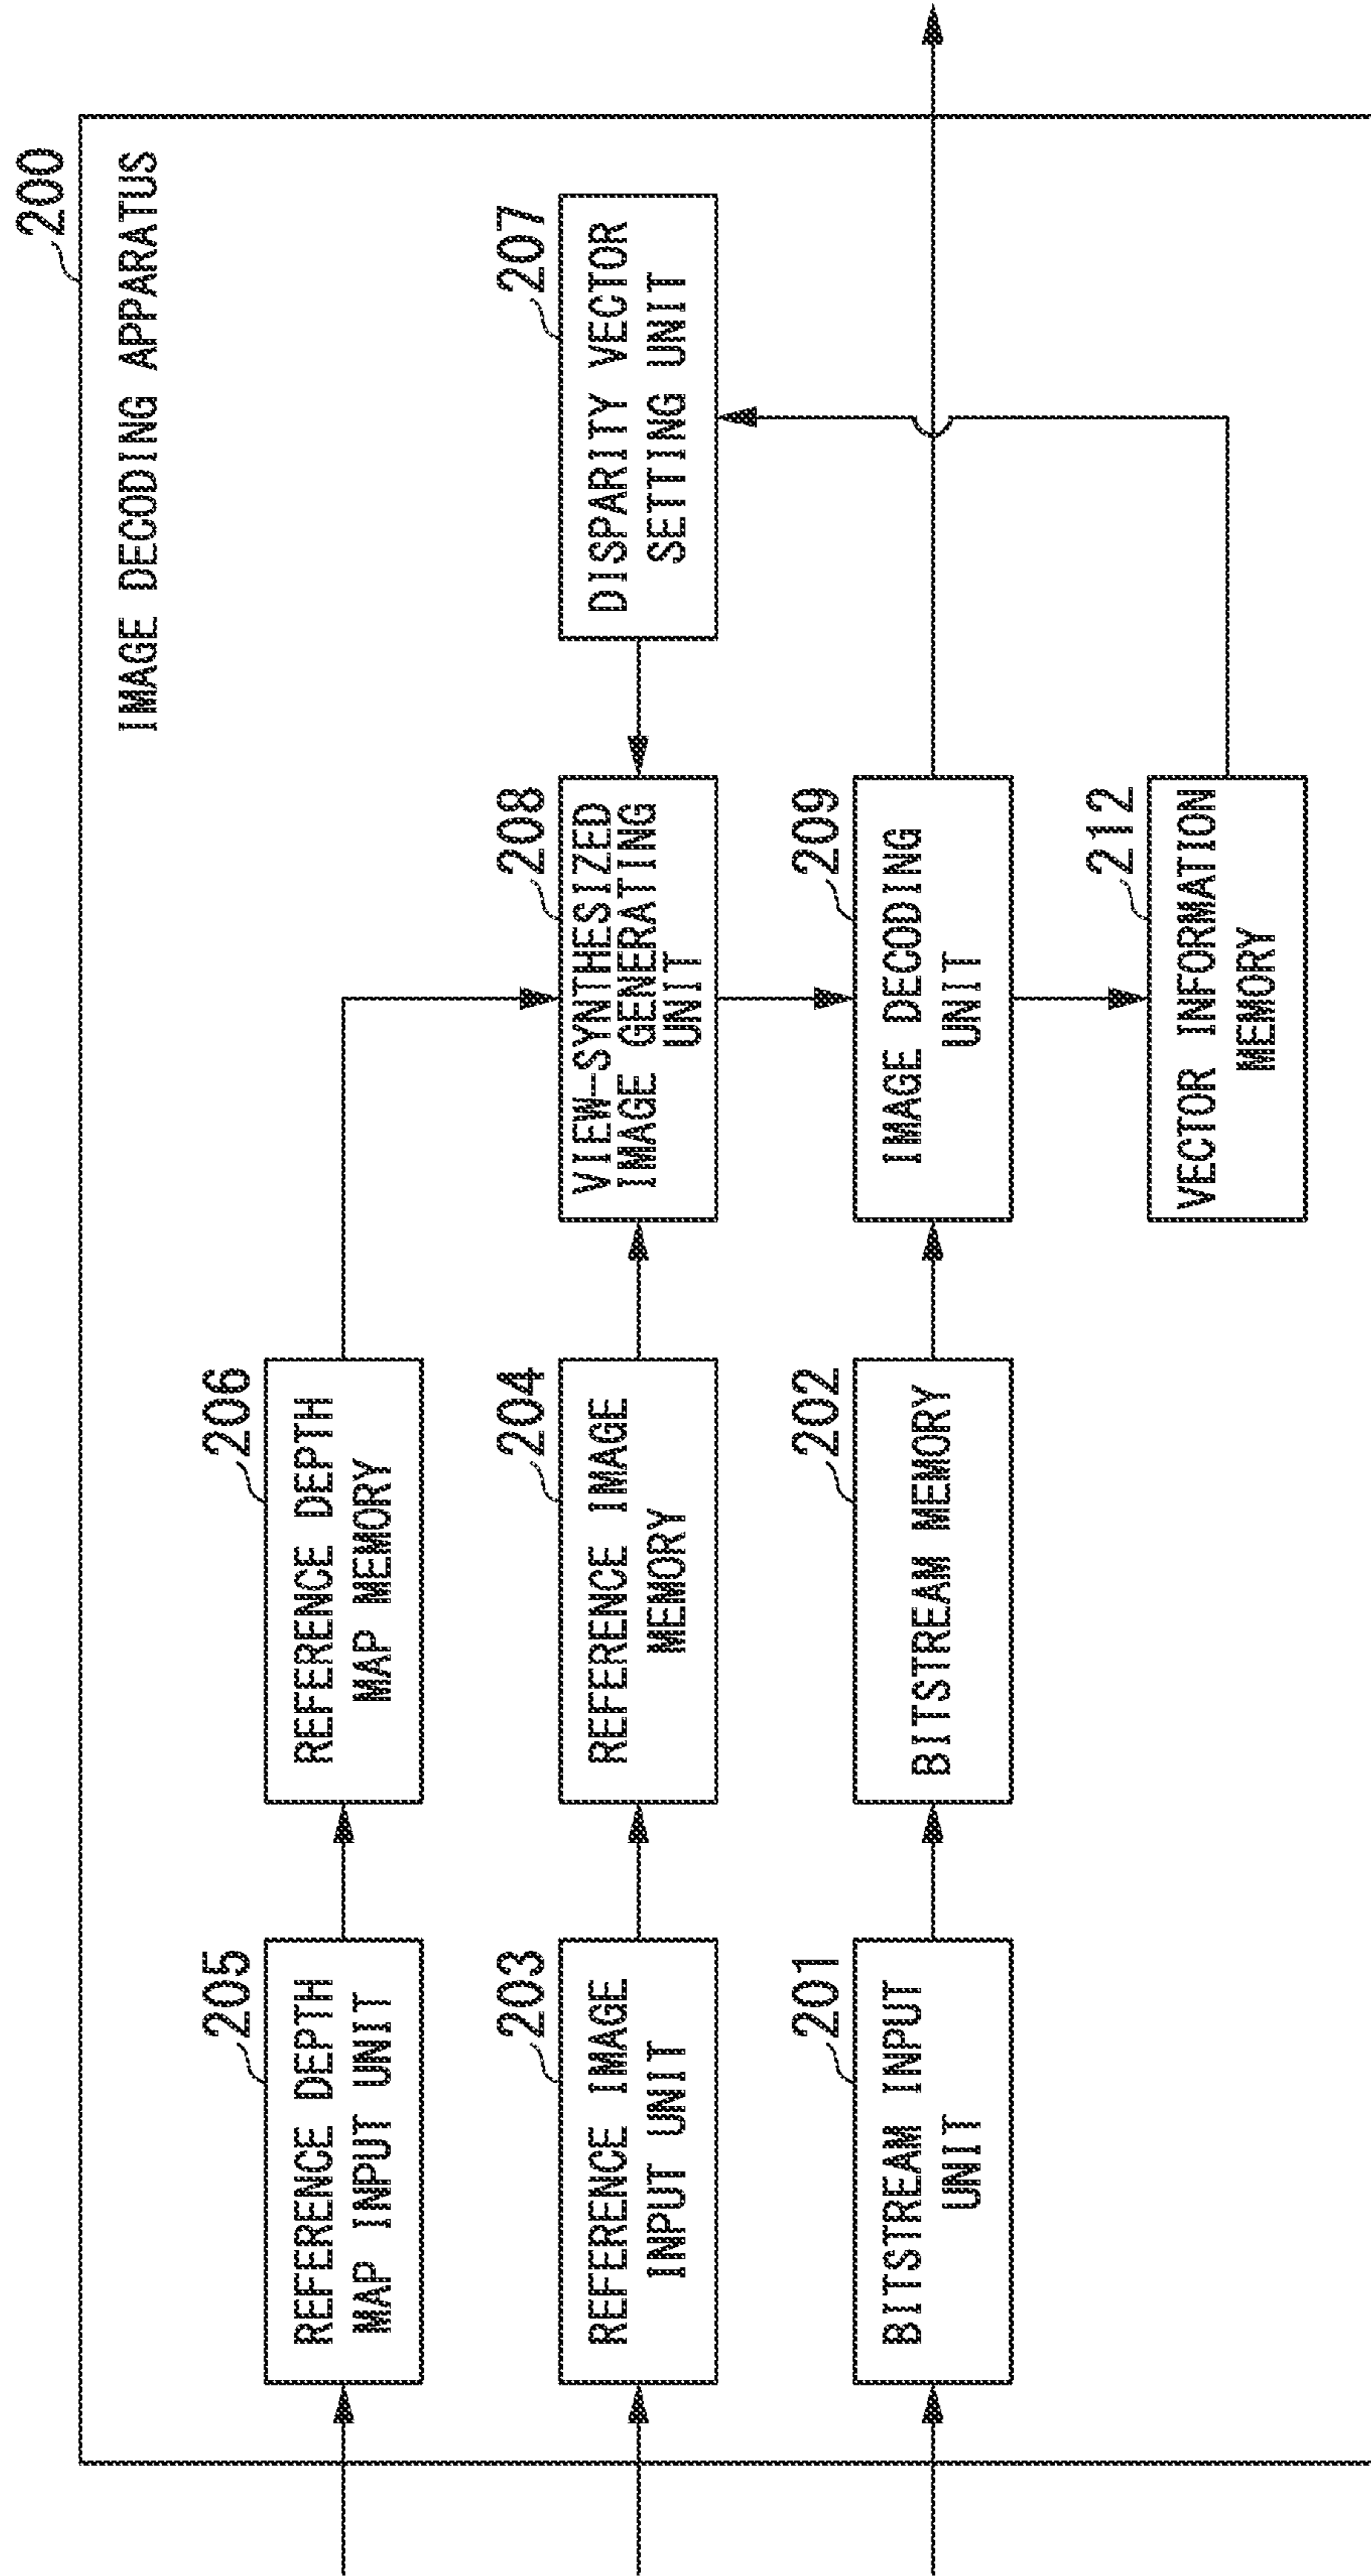 200
IMAGE DECODING APPARATUS
205
REFERENCE DEPTH
MAP INPUT UNIT
206
REFERENCE DEPTH
MAP MEMORY
203
REFERENCE IMAGE
INPUT UNIT
204
REFERENCE IMAGE
MEMORY
208
VIEW-SYNTHESIZED
IMAGE GENERATING
UNIT
207
DISPARITY VECTOR
SETTING UNIT
201
BITSTREAM INPUT
UNIT
202
BITSTREAM MEMORY
209
IMAGE DECODING
UNIT
212
VECTOR INFORMATION
MEMORY